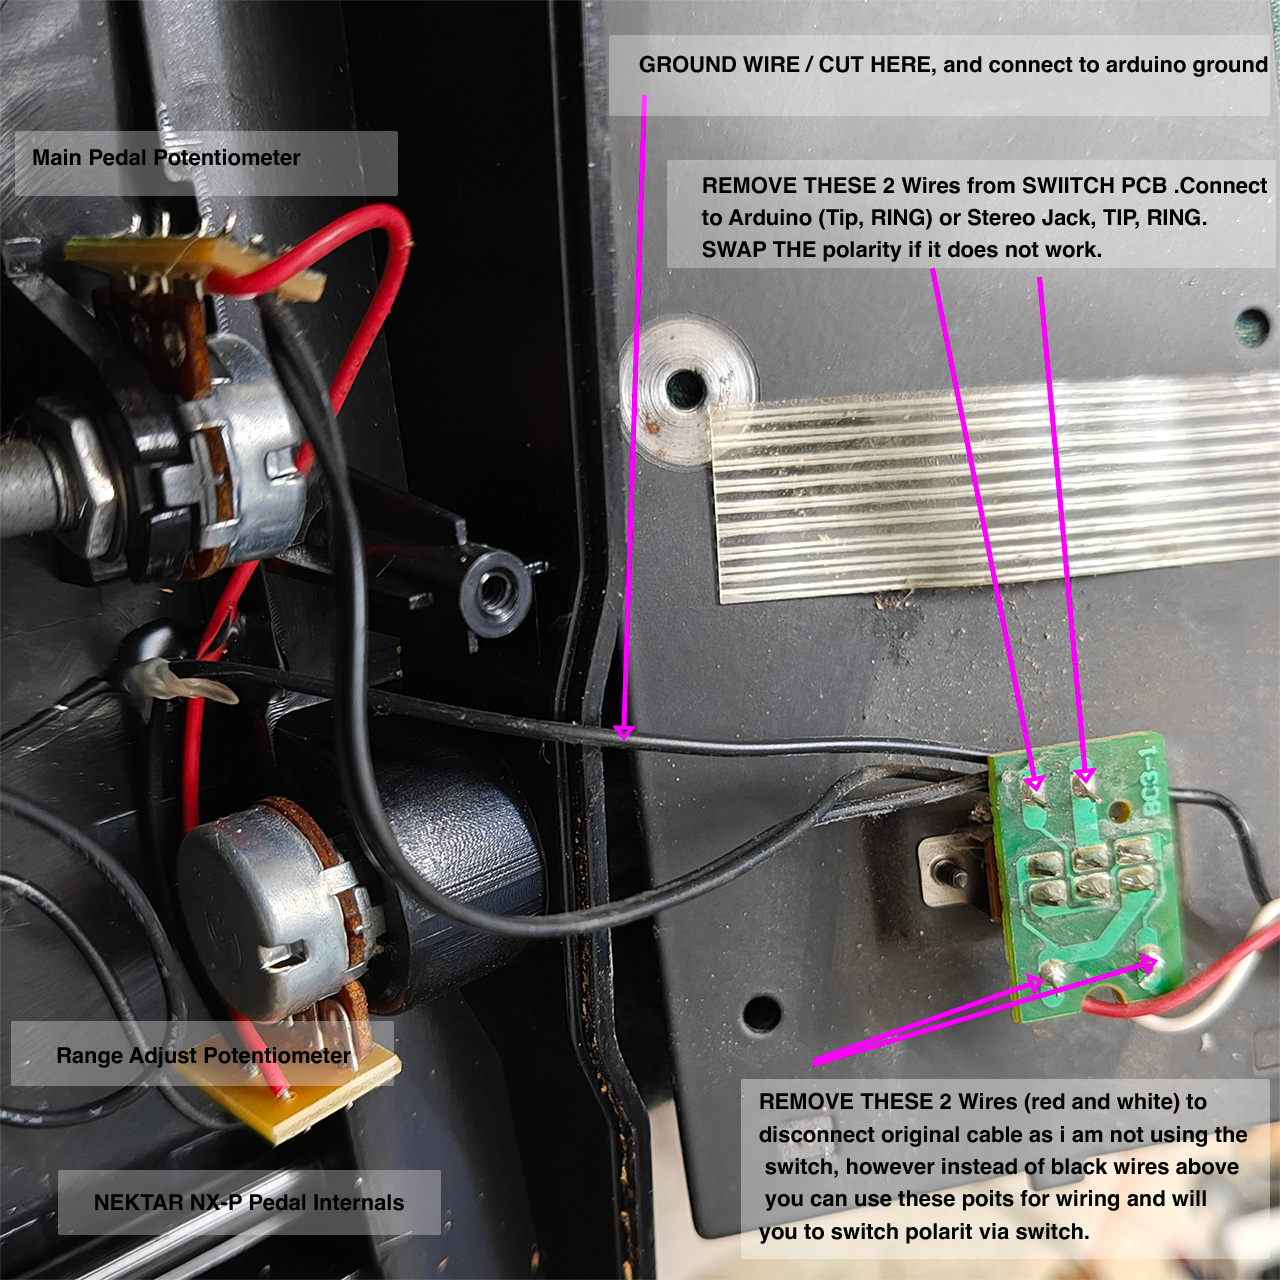 GROUND WIRE / CUT HERE, and connect to arduino ground
Main Pedal Potentiometer
REMOVE THESE 2 Wires from SWIITCH PCB .Connect
to Arduino (Tip, RING) or Stereo Jack, TIP, RING.
SWAP THE polarity if it does not work.
BC3-1
Range Adjust Potentiometer
REMOVE THESE 2 Wires (red and white) to
disconnect original cable as i am not using the
switch, however instead of black wires above
you can use these poits for wiring and will
you to switch polarit via switch.
NEKTAR NX-P Pedal Internals